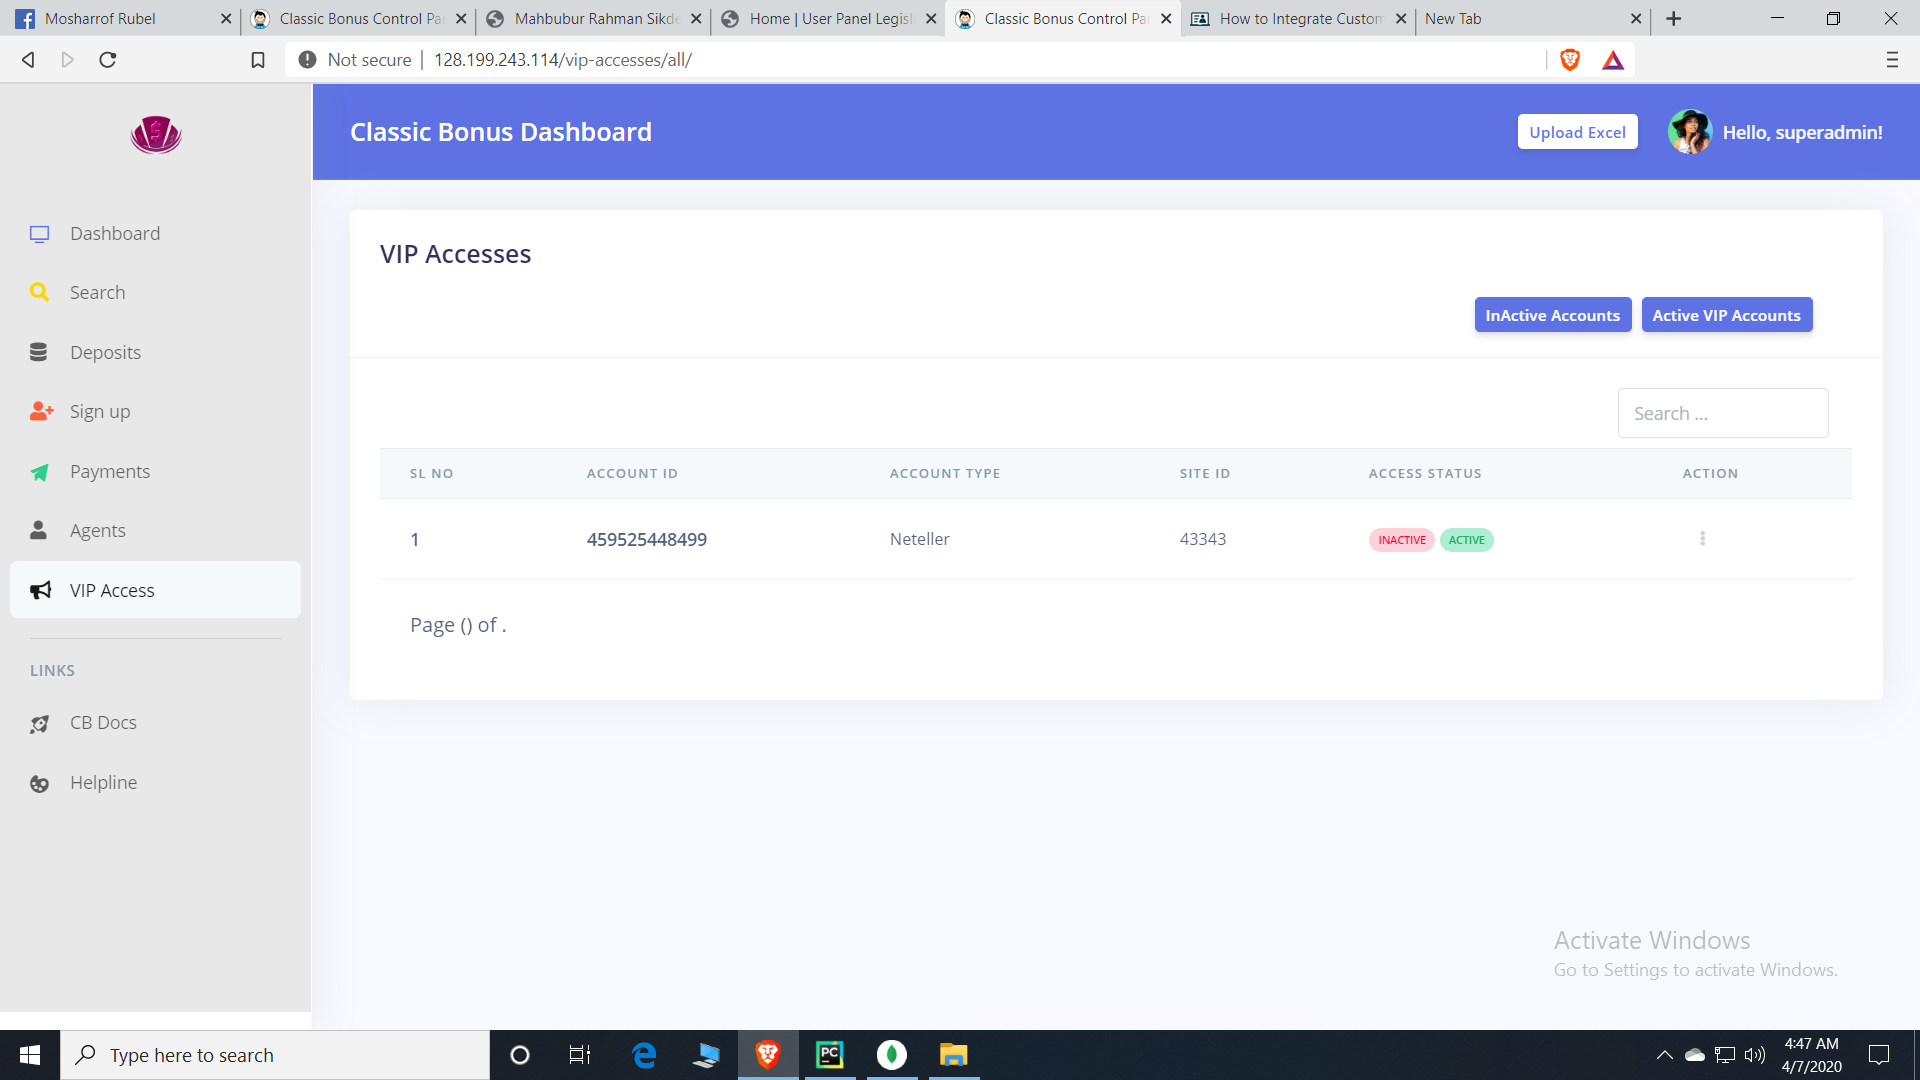 Mosharrof Rubel
Classic Bonus Control Pa
Mahbubur Rahman Sikde
Home | User Panel Legisl
Classic Bonus Control Pa
How to Integrate Custom
New Tab
Not secure
128.199.243.114/vip-accesses/all/
Classic Bonus Dashboard
Upload Excel
Hello, superadmin!
Dashboard
Search
Deposits
Sign up
Payments
Agents
VIP Access
LINKS
CB Docs
Helpline
VIP Accesses
InActive Accounts
Active VIP Accounts
Search ...
SL NO ACCOUNT ID ACCOUNT TYPE SITE ID ACCESS STATUS ACTION
1 459525448499 Neteller 43343 INACTIVE ACTIVE
Page () of .
Activate Windows
Go to Settings to activate Windows.
Type here to search
PC
4:47 AM
4/7/2020